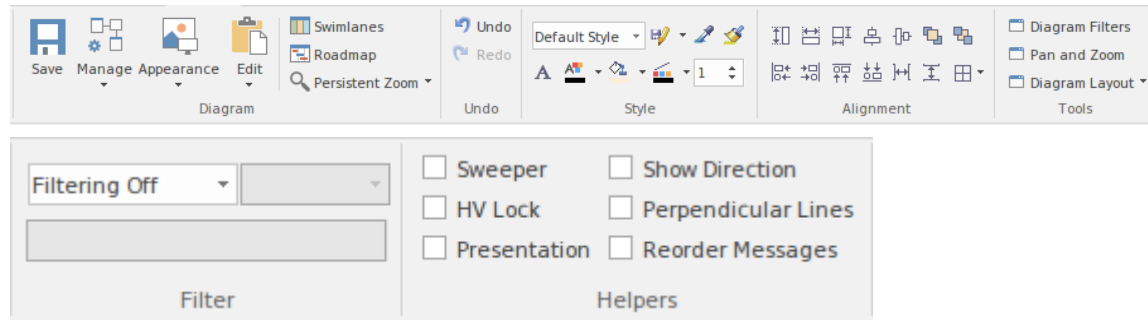 Save
Manage
Appearance
Edit
Swimlanes
Roadmap
Persistent Zoom
Diagram
Undo
Redo
Undo
Default Style
A
A
1
Style
Alignment
Diagram Filters
Pan and Zoom
Diagram Layout
Tools
Filtering Off
Filter
Sweeper
Show Direction
HV Lock
Perpendicular Lines
Presentation
Reorder Messages
Helpers